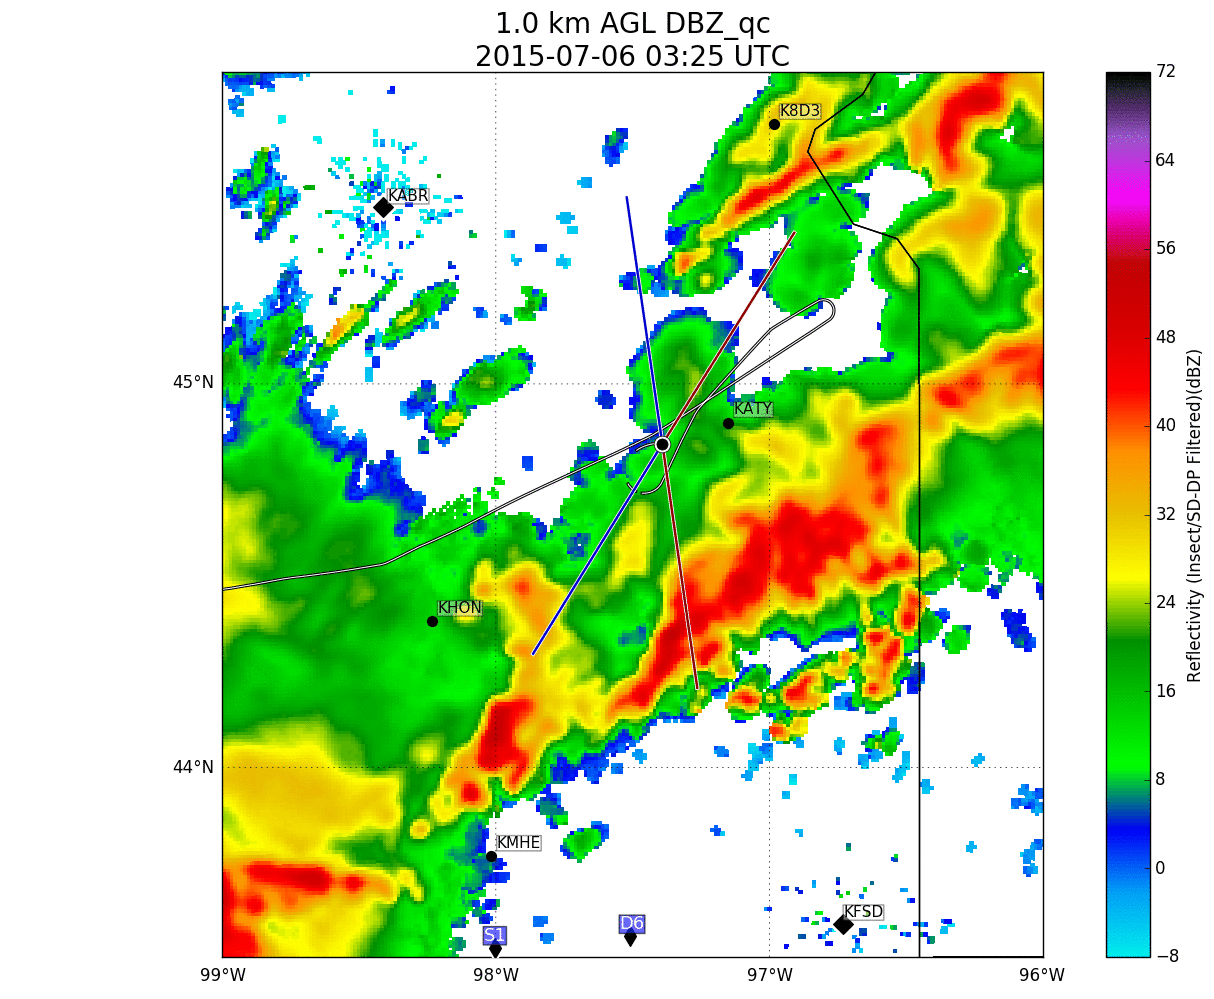 1.0 km AGL DBZ_qc
2015-07-06 03:25 UTC
K8D3
KABR
45°N
KATY
KHON
44°N
KMHE
KFSD
D6
S1
99°W
98°W
97°W
96°W
72
64
56
48
40
32
24
16
8
0
−8
Reflectivity (Insect/SD-DP Filtered)(dBZ)